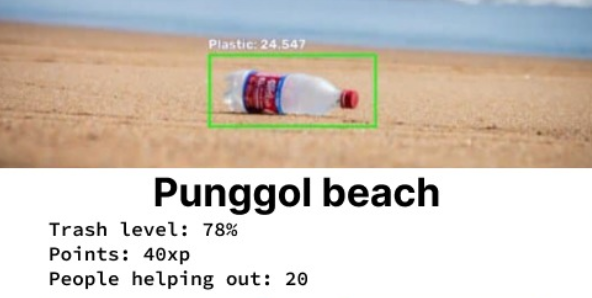 Plastic: 24.547
Punggol beach
Trash level: 78%
Points: 40xp
People helping out: 20